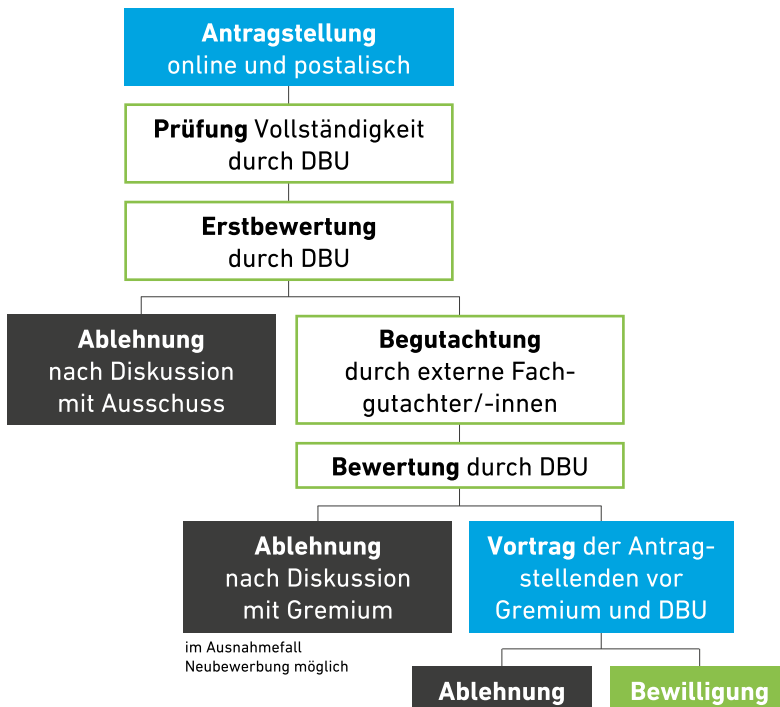 Antragstellung
online und postalisch
Prüfung Vollständigkeit
durch DBU
Erstbewertung
durch DBU
Ablehnung
nach Diskussion
mit Ausschuss
Begutachtung
durch externe Fach-
gutachter/-innen
Bewertung durch DBU
Ablehnung
nach Diskussion
mit Gremium
im Ausnahmefall
Neubewerbung möglich
Vortrag der Antrag-
stellenden vor
Gremium und DBU
Ablehnung
Bewilligung